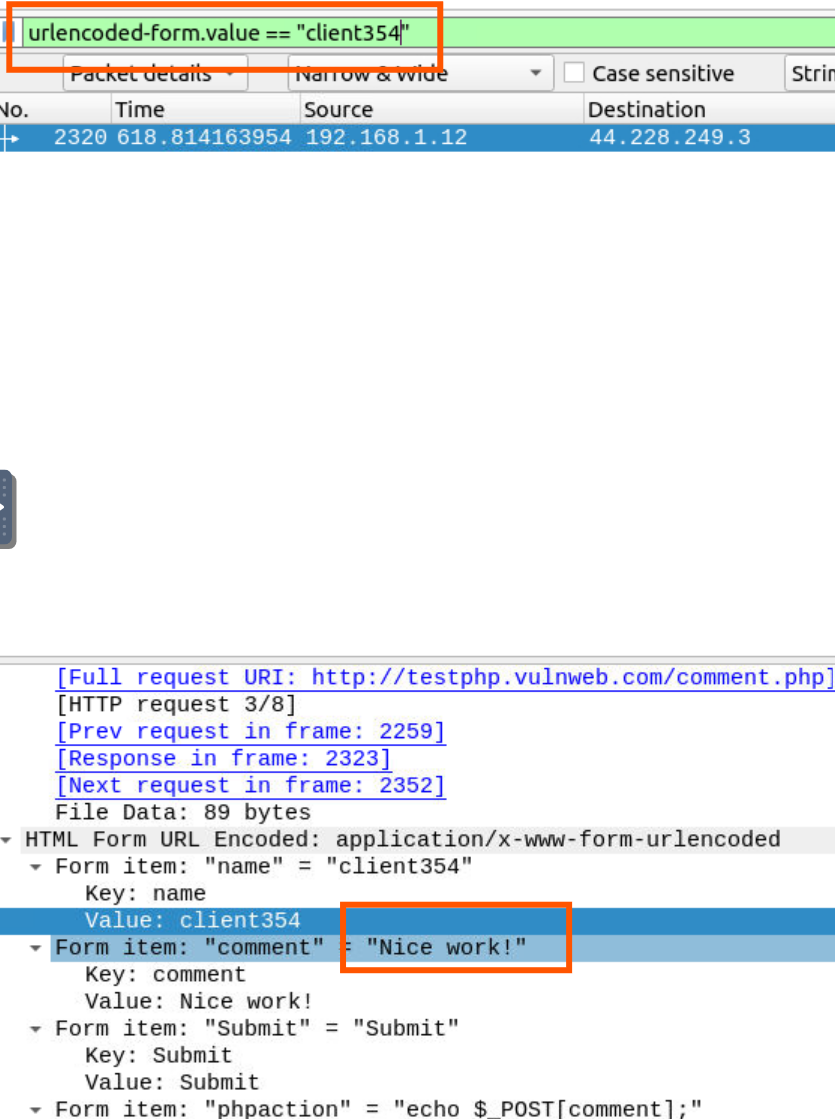 urlencoded-form.value == "client354"
Packet details Narrow & Wide Case sensitive
No. Time Source Destination
2320 618.814163954 192.168.1.12 44.228.249.3
[Full request URI: http://testphp.vulnweb.com/comment.php]
[HTTP request 3/8]
[Prev request in frame: 2259]
[Response in frame: 2323]
[Next request in frame: 2352]
File Data: 89 bytes
HTML Form URL Encoded: application/x-www-form-urlencoded
Form item: "name" = "client354"
Key: name
Value: client354
Form item: "comment" = "Nice work!"
Key: comment
Value: Nice work!
Form item: "Submit" = "Submit"
Key: Submit
Value: Submit
Form item: "phpaction" = "echo $_POST[comment];"